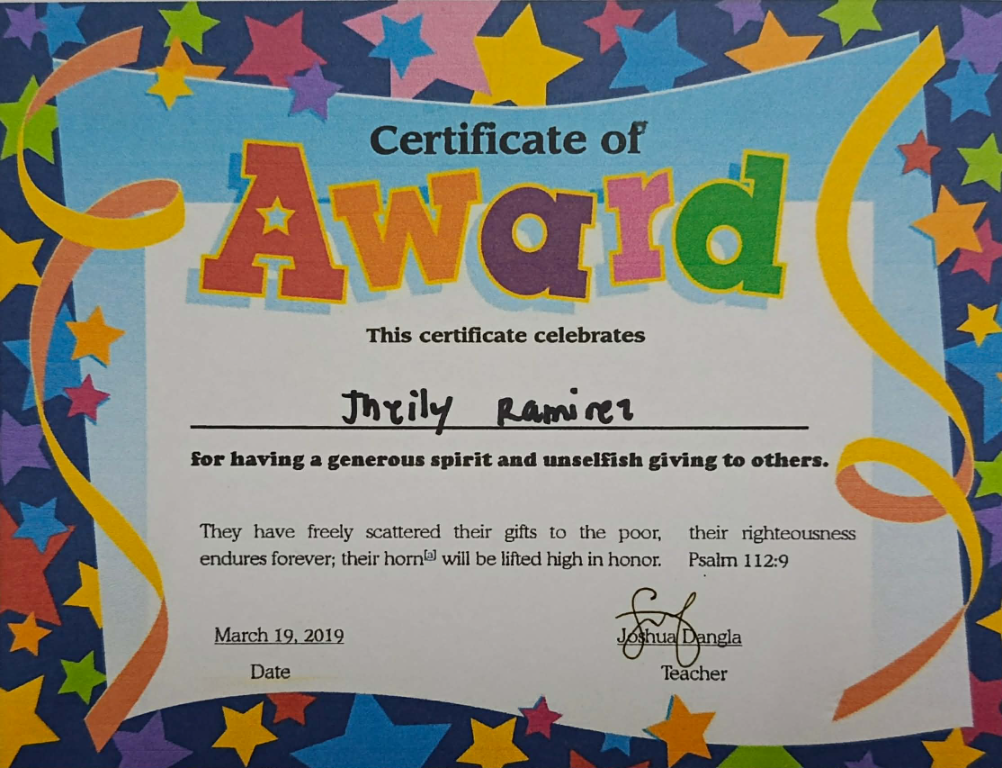 Certificate of
Award
This certificate celebrates
Jheily Ramirez
for having a generous spirit and unselfish giving to others.
They have freely scattered their gifts to the poor, their righteousness
endures forever; their horn[a] will be lifted high in honor. Psalm 112:9
March 19, 2019 Joshua Dangla
Date Teacher